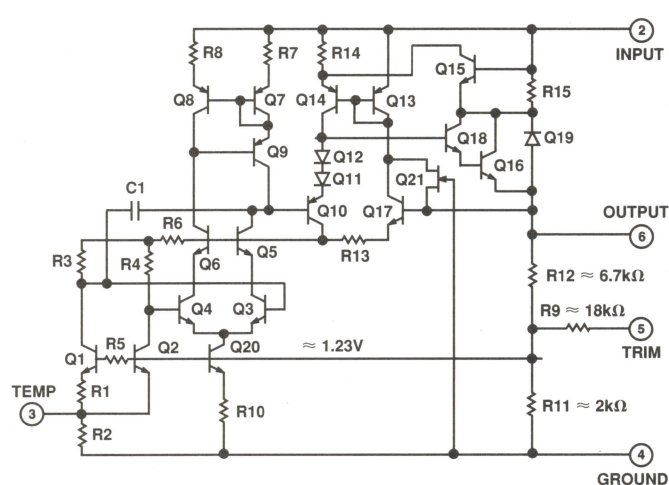 2
INPUT
R8
R7
R14
Q15
R15
Q8
Q7
Q14
Q13
Q18
Q19
Q9
Q12
Q16
Q11
Q21
C1
Q10
Q17
OUTPUT
6
R6
R3
R4
Q6
Q5
R13
R12 ≈ 6.7kΩ
Q4
Q3
R9 ≈ 18kΩ
5
TRIM
Q1
R5
Q2
Q20
≈ 1.23V
TEMP
3
R1
R10
R11 ≈ 2kΩ
R2
4
GROUND